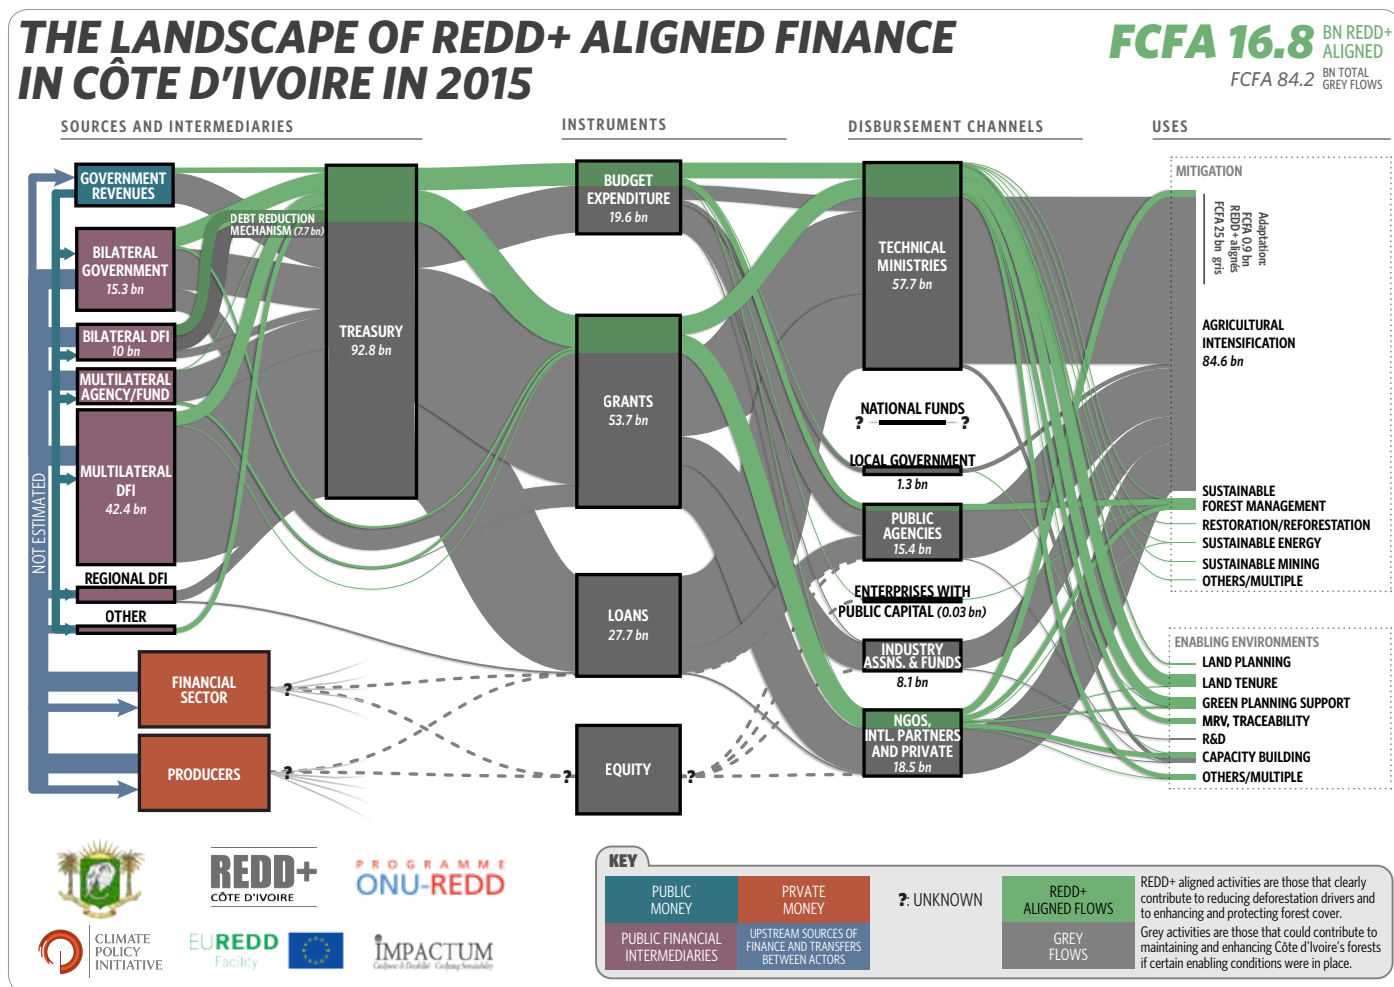 THE LANDSCAPE OF REDD+ ALIGNED FINANCE
IN CÔTE D'IVOIRE IN 2015
FCFA 16.8 BN REDD+
ALIGNED
FCFA 84.2 BN TOTAL
GREY FLOWS
SOURCES AND INTERMEDIARIES
INSTRUMENTS
DISBURSEMENT CHANNELS
USES
GOVERNMENT
REVENUES
BILATERAL
GOVERNMENT
15.3 bn
BILATERAL DFI
10 bn
MULTILATERAL
AGENCY/FUND
MULTILATERAL
DFI
42.4 bn
REGIONAL DFI
OTHER
NOT ESTIMATED
FINANCIAL
SECTOR
?
PRODUCERS
?
DEBT REDUCTION
MECHANISM (7.7 bn)
TREASURY
92.8 bn
BUDGET
EXPENDITURE
19.6 bn
GRANTS
53.7 bn
LOANS
27.7 bn
?
EQUITY
?
TECHNICAL
MINISTRIES
57.7 bn
NATIONAL FUNDS
? ?
LOCAL GOVERNMENT
1.3 bn
PUBLIC
AGENCIES
15.4 bn
ENTERPRISES WITH
PUBLIC CAPITAL (0.03 bn)
INDUSTRY
ASSNS. & FUNDS
8.1 bn
NGOS,
INTL. PARTNERS
AND PRIVATE
18.5 bn
MITIGATION
Adaptation:
FCFA 0.9 bn
REDD+ alignés
FCFA 25 bn gris
AGRICULTURAL
INTENSIFICATION
84.6 bn
SUSTAINABLE
FOREST MANAGEMENT
RESTORATION/REFORESTATION
SUSTAINABLE ENERGY
SUSTAINABLE MINING
OTHERS/MULTIPLE
ENABLING ENVIRONMENTS
LAND PLANNING
LAND TENURE
GREEN PLANNING SUPPORT
MRV, TRACEABILITY
R&D
CAPACITY BUILDING
OTHERS/MULTIPLE
REDD+
CÔTE D'IVOIRE
PROGRAMME
ONU-REDD
CLIMATE
POLICY
INITIATIVE
EUREDD
Facility
IMPACTUM
KEY
PUBLIC
MONEY
PRVATE
MONEY
PUBLIC FINANCIAL
INTERMEDIARIES
UPSTREAM SOURCES OF
FINANCE AND TRANSFERS
BETWEEN ACTORS
?: UNKNOWN
REDD+
ALIGNED FLOWS
GREY
FLOWS
REDD+ aligned activities are those that clearly
contribute to reducing deforestation drivers and
to enhancing and protecting forest cover.
Grey activities are those that could contribute to
maintaining and enhancing Côte d'Ivoire's forests
if certain enabling conditions were in place.